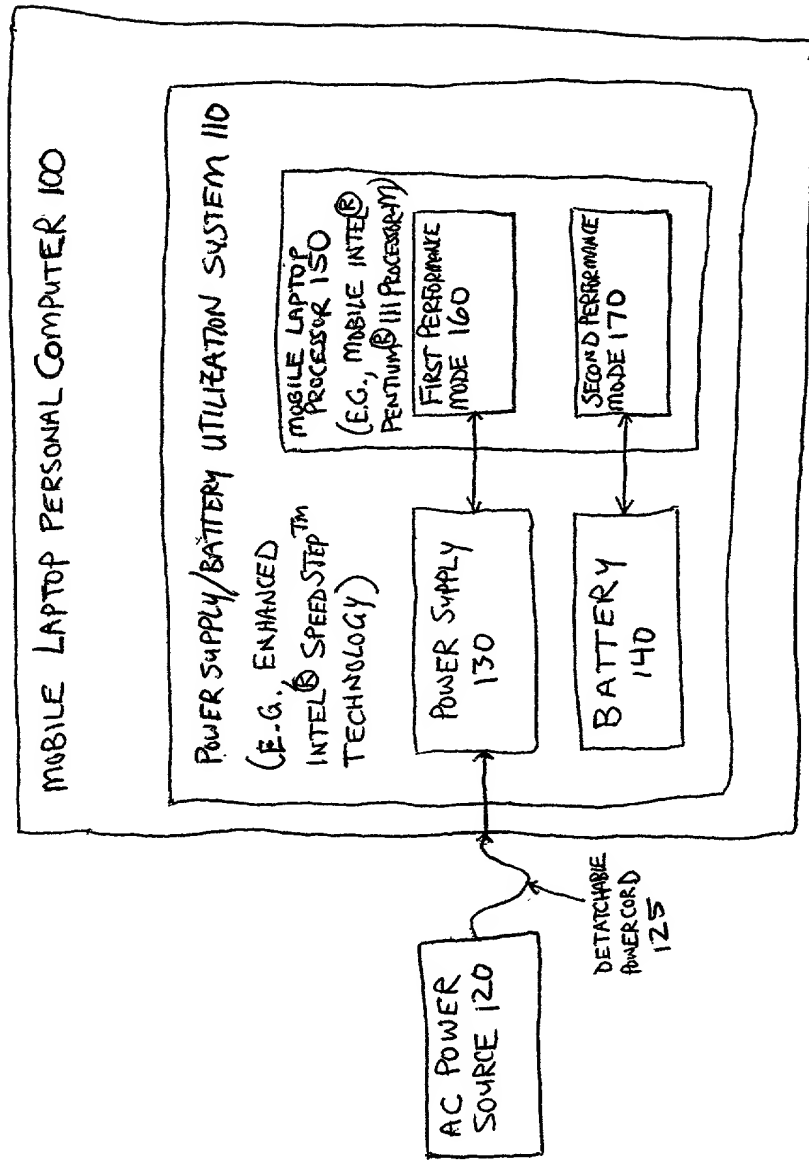 MOBILE LAPTOP PERSONAL COMPUTER 100
POWER SUPPLY/BATTERY UTILIZATION SYSTEM 110
(E.G. ENHANCED
INTEL® SPEEDSTEP™
TECHNOLOGY)
MOBILE LAPTOP
PROCESSOR 150
(E.G., MOBILE INTEL®
PENTIUM® III PROCESSOR-M)
FIRST PERFORMANCE
MODE 160
SECOND PERFORMANCE
MODE 170
POWER SUPPLY
130
BATTERY
140
AC POWER
SOURCE 120
DETATCHABLE
POWER CORD
125